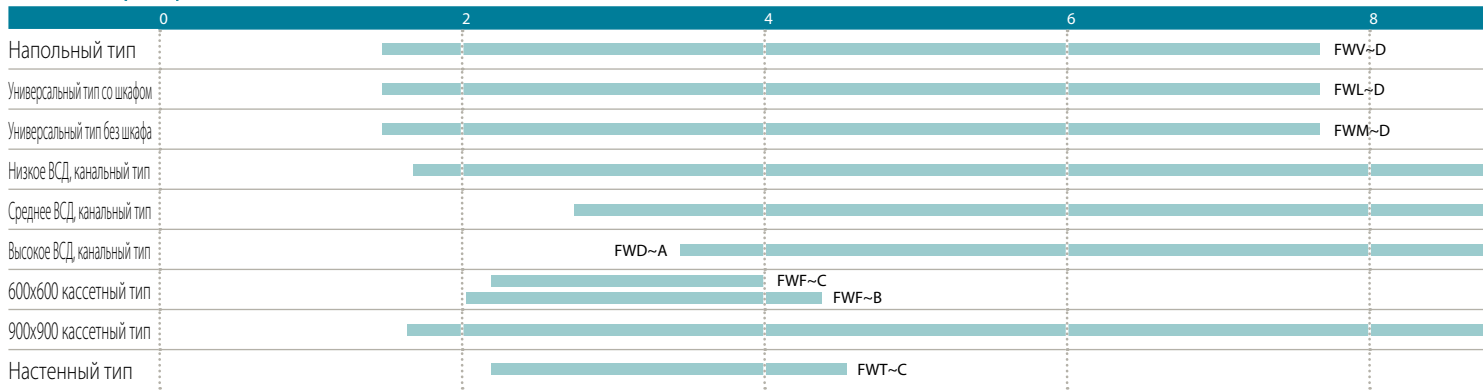 0 2 4 6 8
Напольный тип FWV~D
Универсальный тип со шкафом FWL~D
Универсальный тип без шкафа FWM~D
Низкое ВСД, канальный тип
Среднее ВСД, канальный тип
Высокое ВСД, канальный тип FWD~A
600x600 кассетный тип FWF~C
FWF~B
900x900 кассетный тип
Настенный тип FWT~C